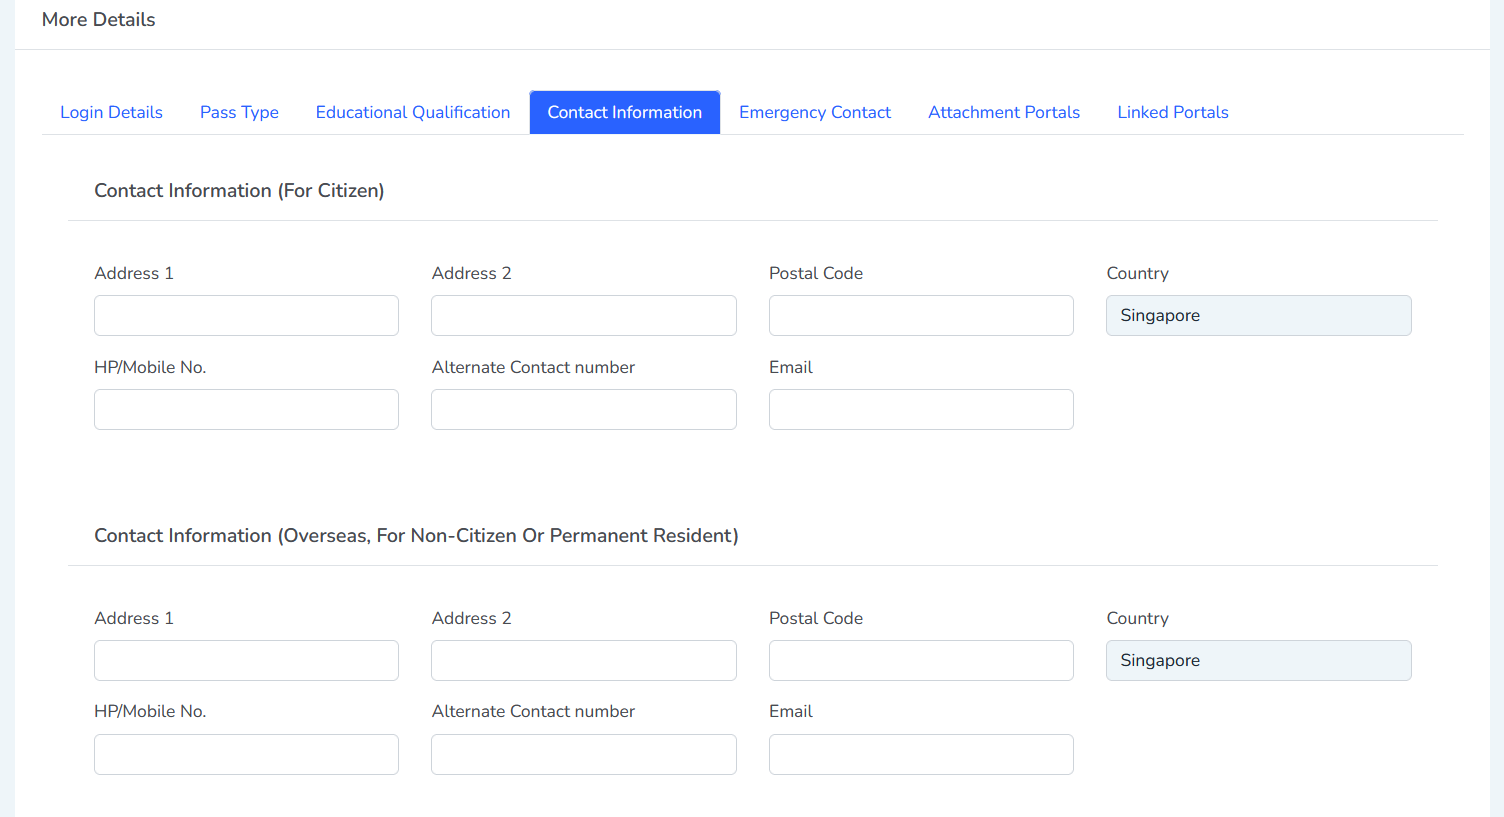 More Details
Login Details Pass Type Educational Qualification Contact Information Emergency Contact Attachment Portals Linked Portals
Contact Information (For Citizen)
Address 1 Address 2 Postal Code Country
Singapore
HP/Mobile No. Alternate Contact number Email
Contact Information (Overseas, For Non-Citizen Or Permanent Resident)
Address 1 Address 2 Postal Code Country
Singapore
HP/Mobile No. Alternate Contact number Email